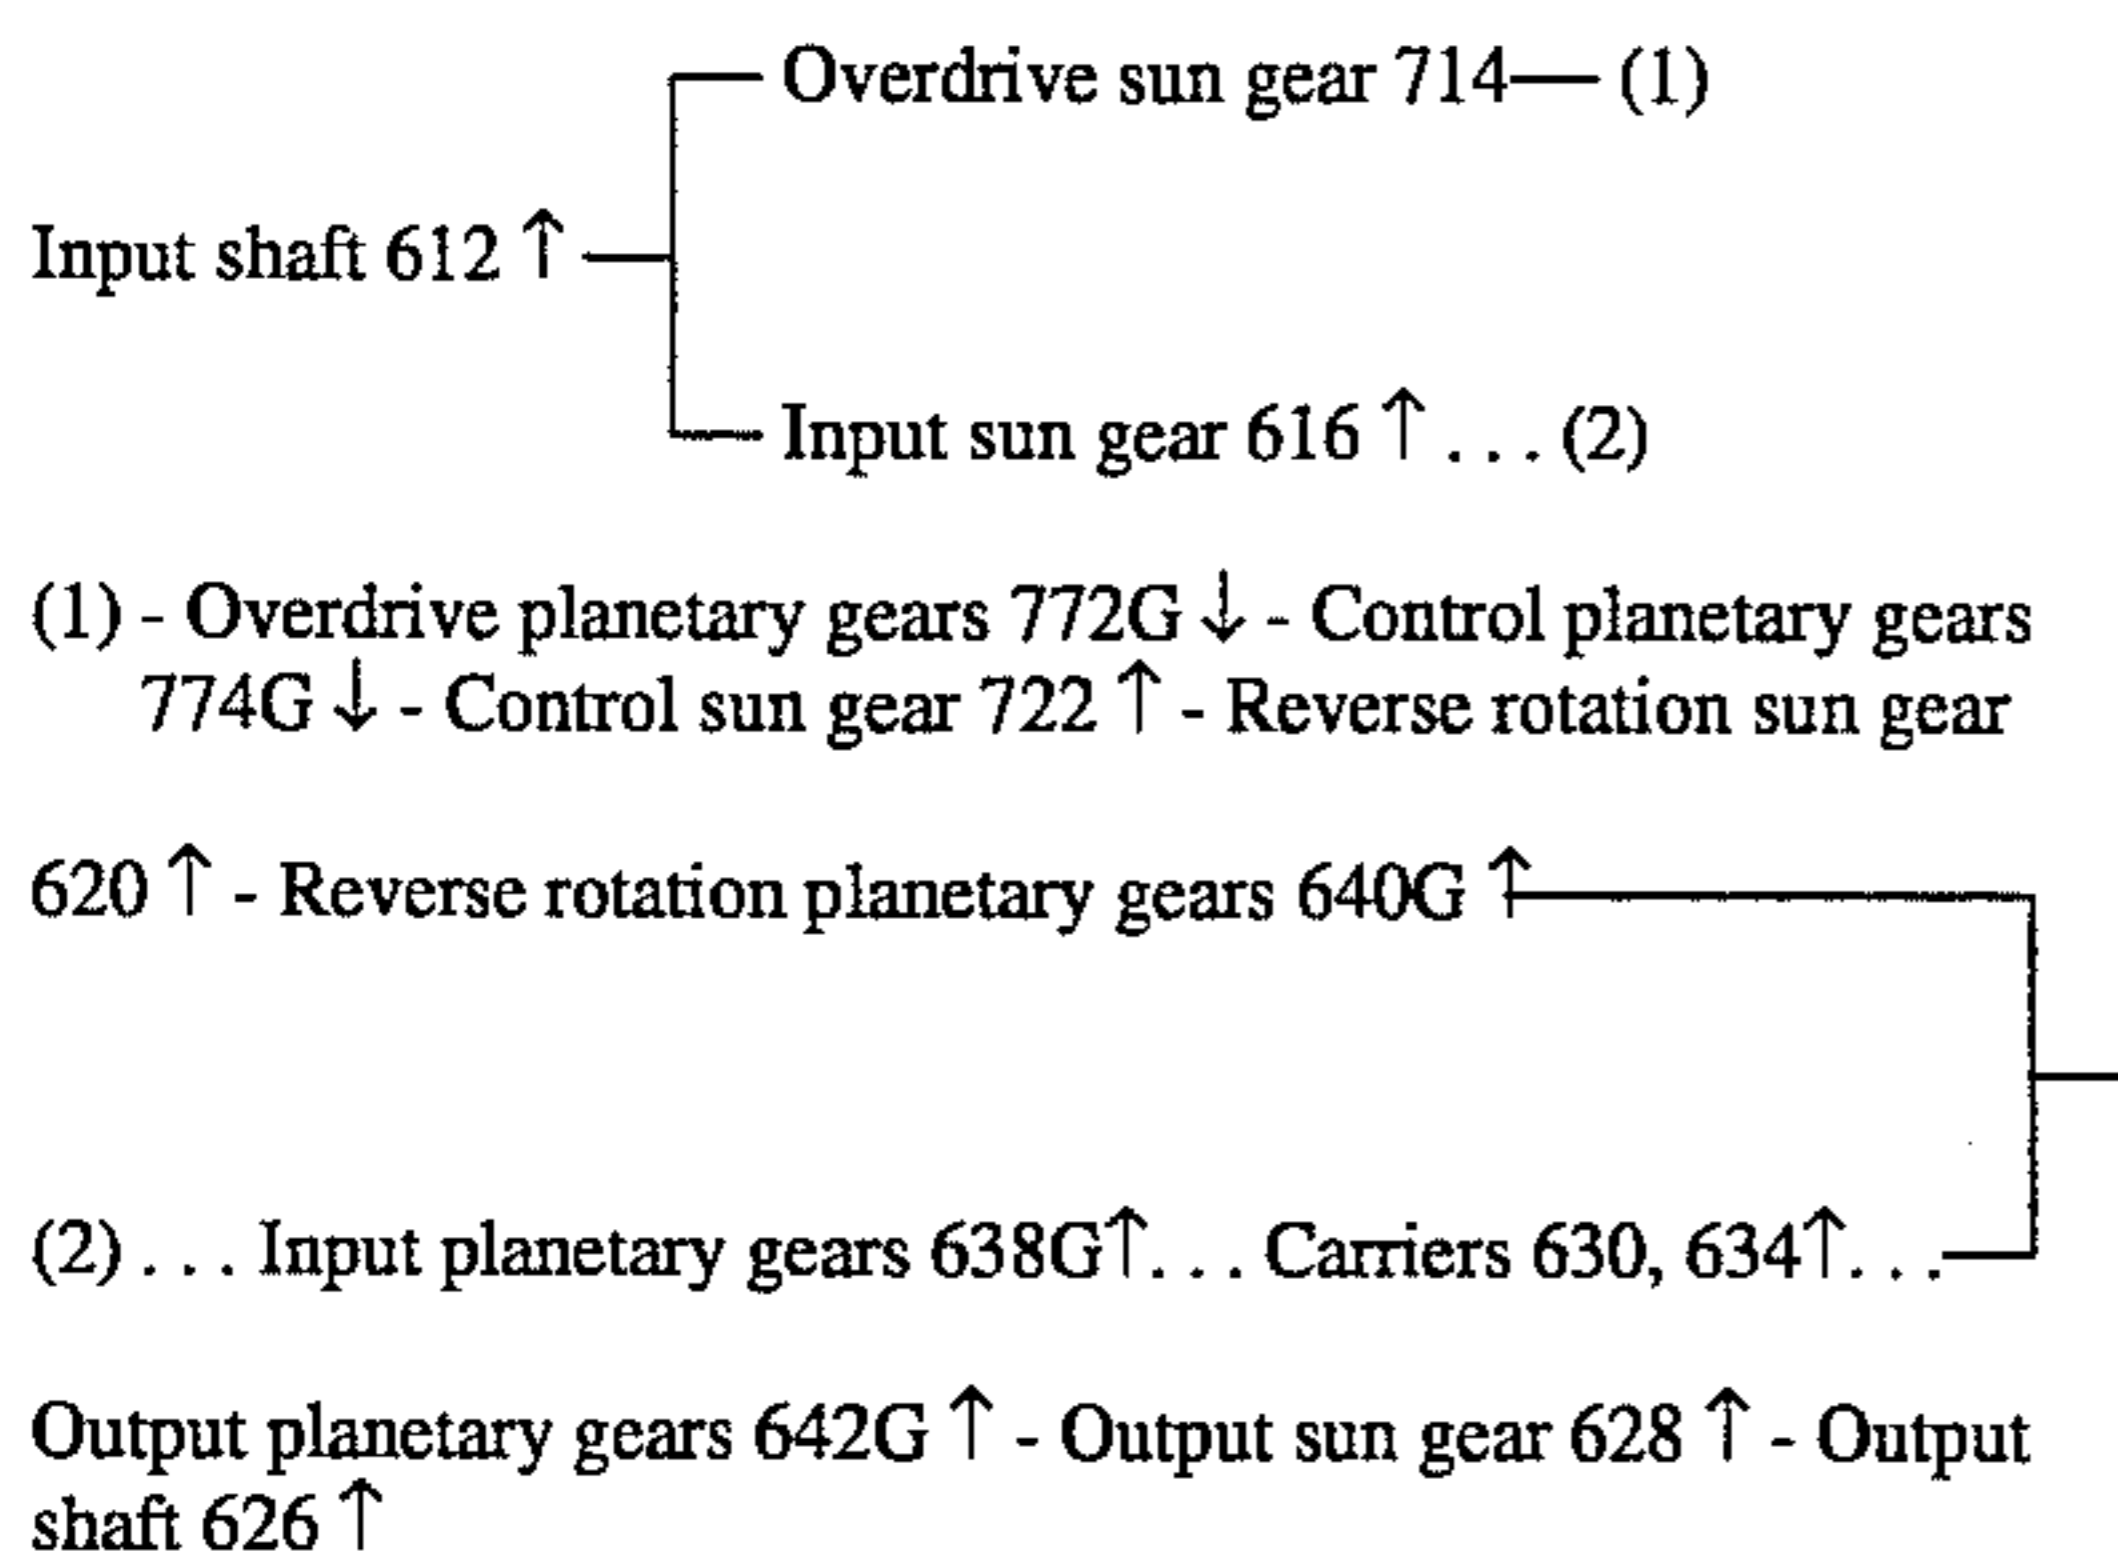 Overdrive sun gear 714— (1)
Input shaft 612 ↑
Input sun gear 616 ↑ . . . (2)
(1) - Overdrive planetary gears 772G ↓ - Control planetary gears
774G ↓ - Control sun gear 722 ↑ - Reverse rotation sun gear
620 ↑ - Reverse rotation planetary gears 640G ↑
(2) . . . Input planetary gears 638G↑. . . Carriers 630, 634↑. . .
Output planetary gears 642G ↑ - Output sun gear 628 ↑ - Output
shaft 626 ↑